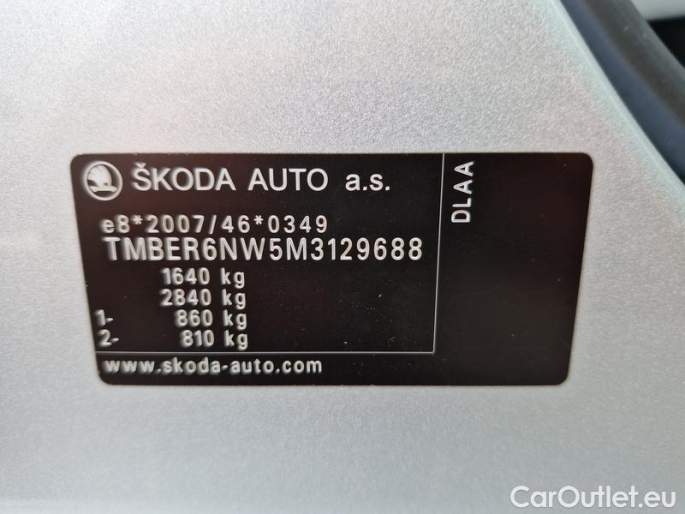 ŠKODA AUTO a.s.
e8*2007/46*0349
TMBER6NW5M3129688
1640 kg
2840 kg
1- 860 kg
2- 810 kg
www.skoda-auto.com
DLAA
CarOutlet.eu